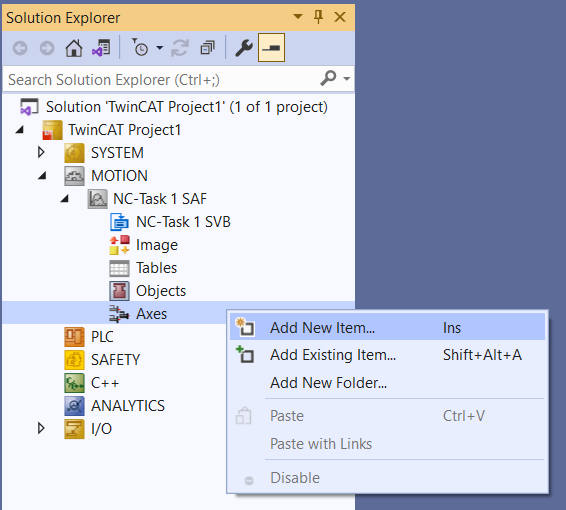 Solution Explorer
Search Solution Explorer (Ctrl+;)
Solution 'TwinCAT Project1' (1 of 1 project)
TwinCAT Project1
SYSTEM
MOTION
NC-Task 1 SAF
NC-Task 1 SVB
Image
Tables
Objects
Axes
Add New Item... Ins
PLC
Add Existing Item... Shift+Alt+A
SAFETY
C++
Add New Folder...
ANALYTICS
Paste Ctrl+V
I/O
Paste with Links
Disable